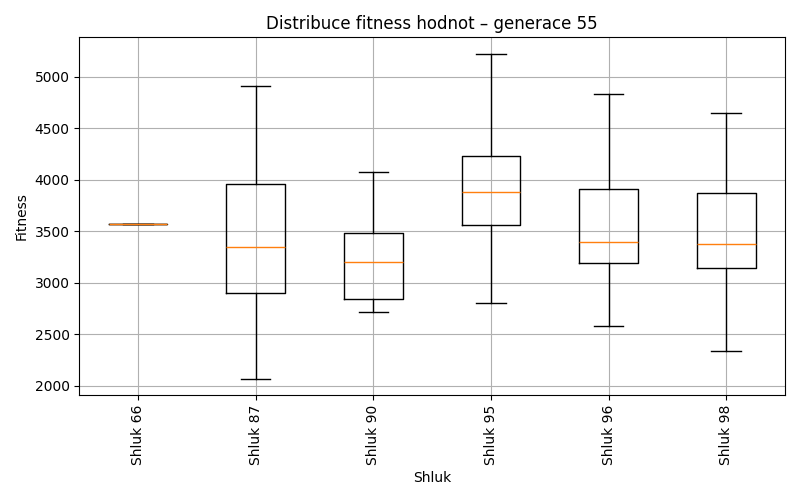 Distribuce fitness hodnot – generace 55
Fitness
5000
4500
4000
3500
3000
2500
2000
Shluk 66
Shluk 87
Shluk 90
Shluk 95
Shluk 96
Shluk 98
Shluk